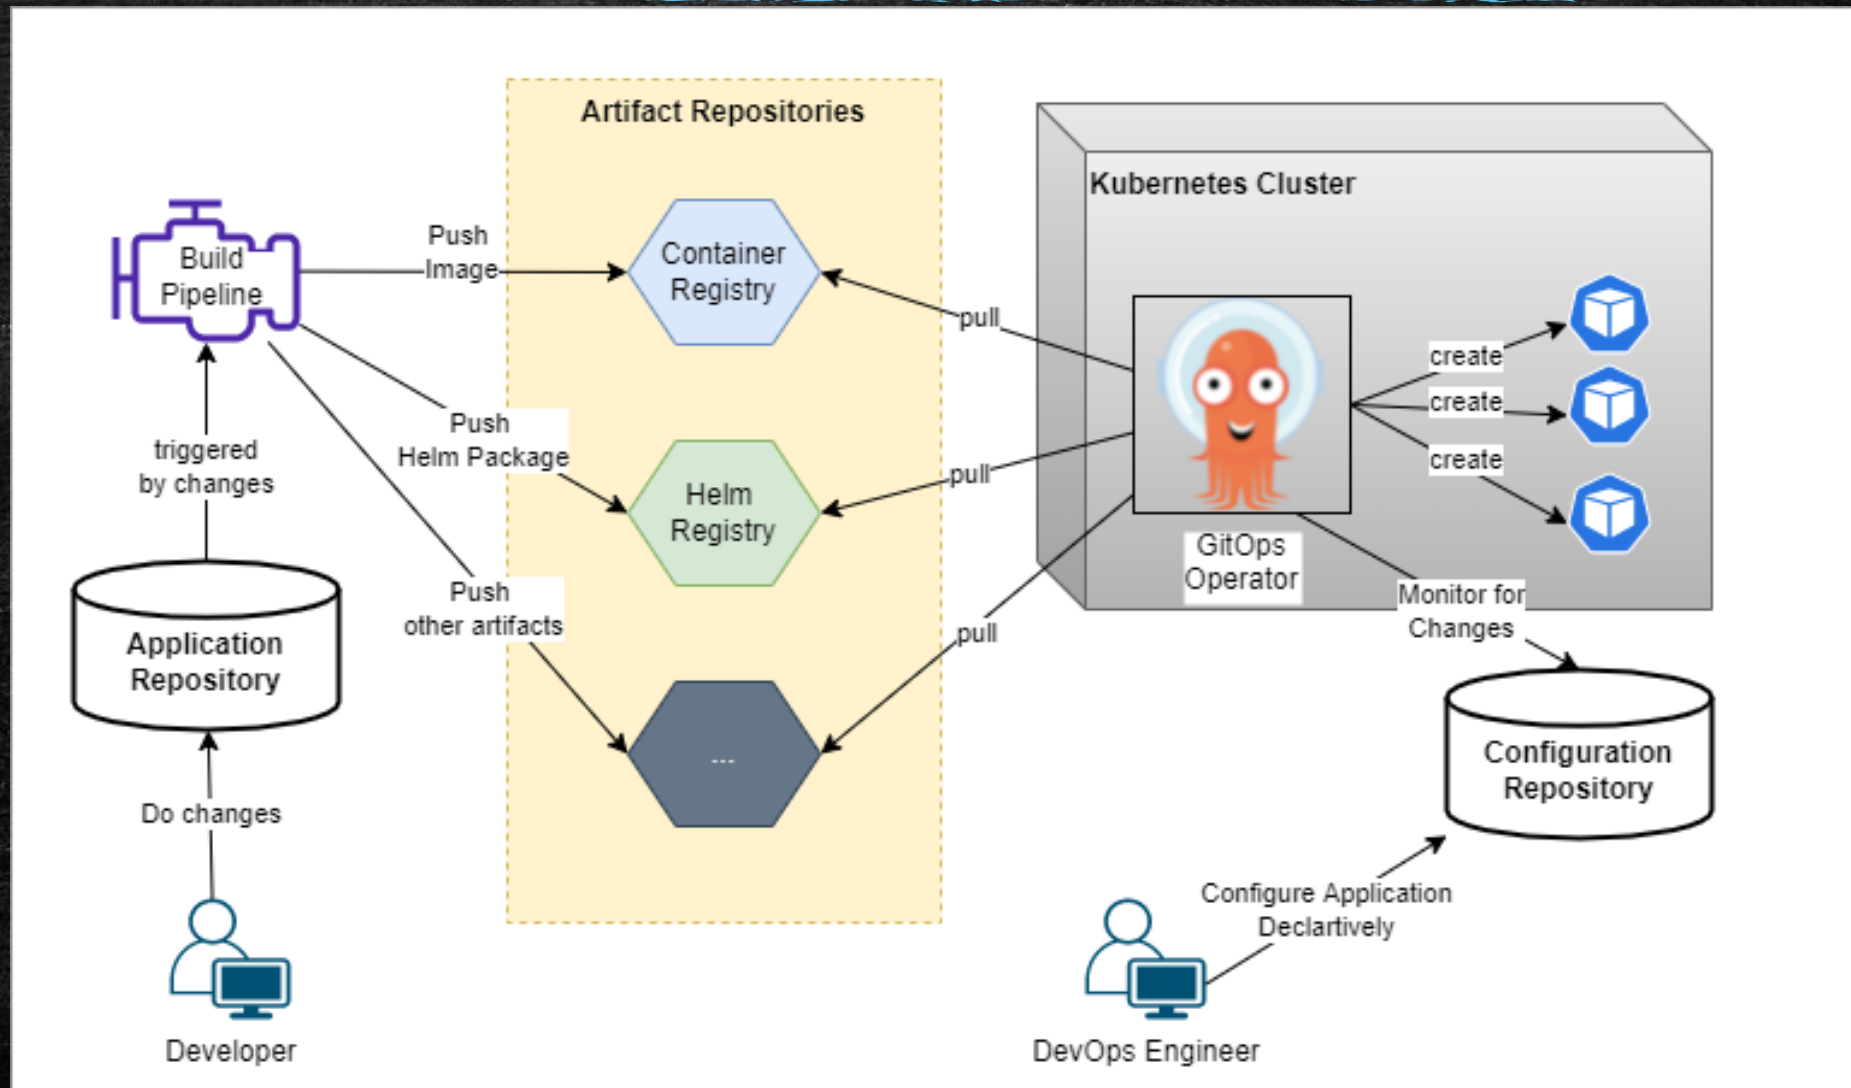 Artifact Repositories
Kubernetes Cluster
Build
Pipeline
Push
Image
Container
Registry
pull
create
create
create
Push
Helm Package
Helm
Registry
pull
triggered
by changes
GitOps
Operator
Monitor for
Changes
Push
other artifacts
pull
Application
Repository
---
Configuration
Repository
Do changes
Configure Application
Declartively
Developer
DevOps Engineer